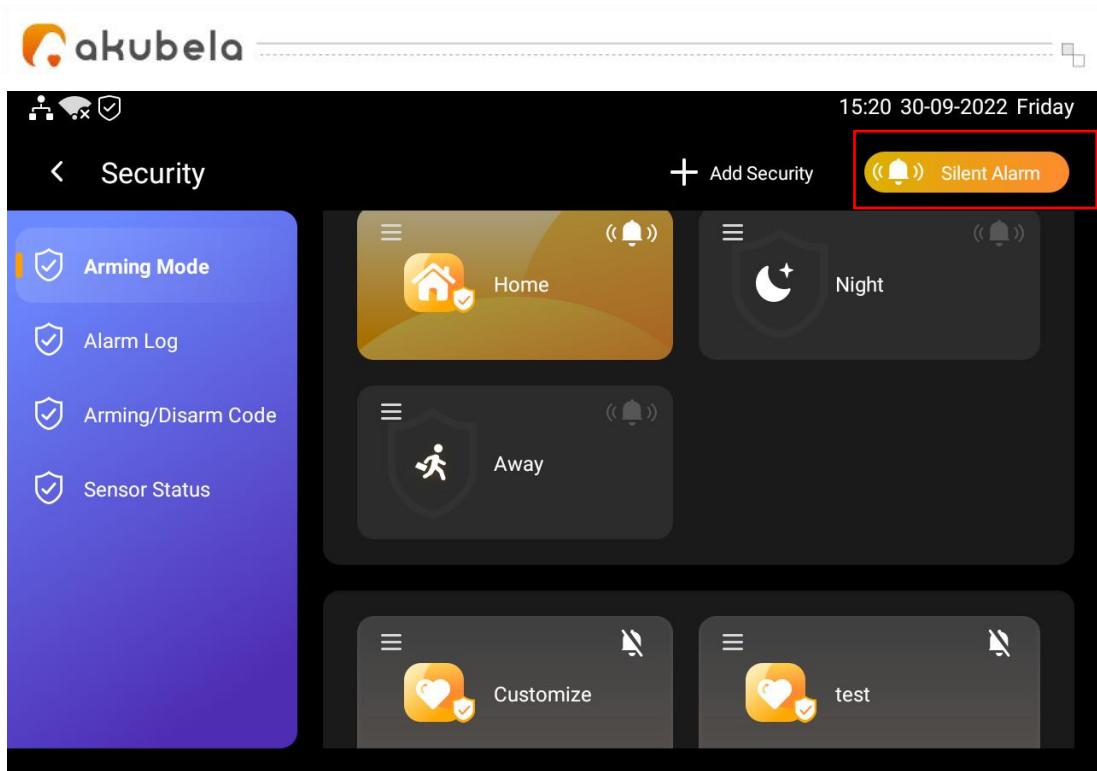 akubela
15:20 30-09-2022 Friday
Security
Add Security
Silent Alarm
Arming Mode
Alarm Log
Arming/Disarm Code
Sensor Status
Home
Night
Away
Customize
test